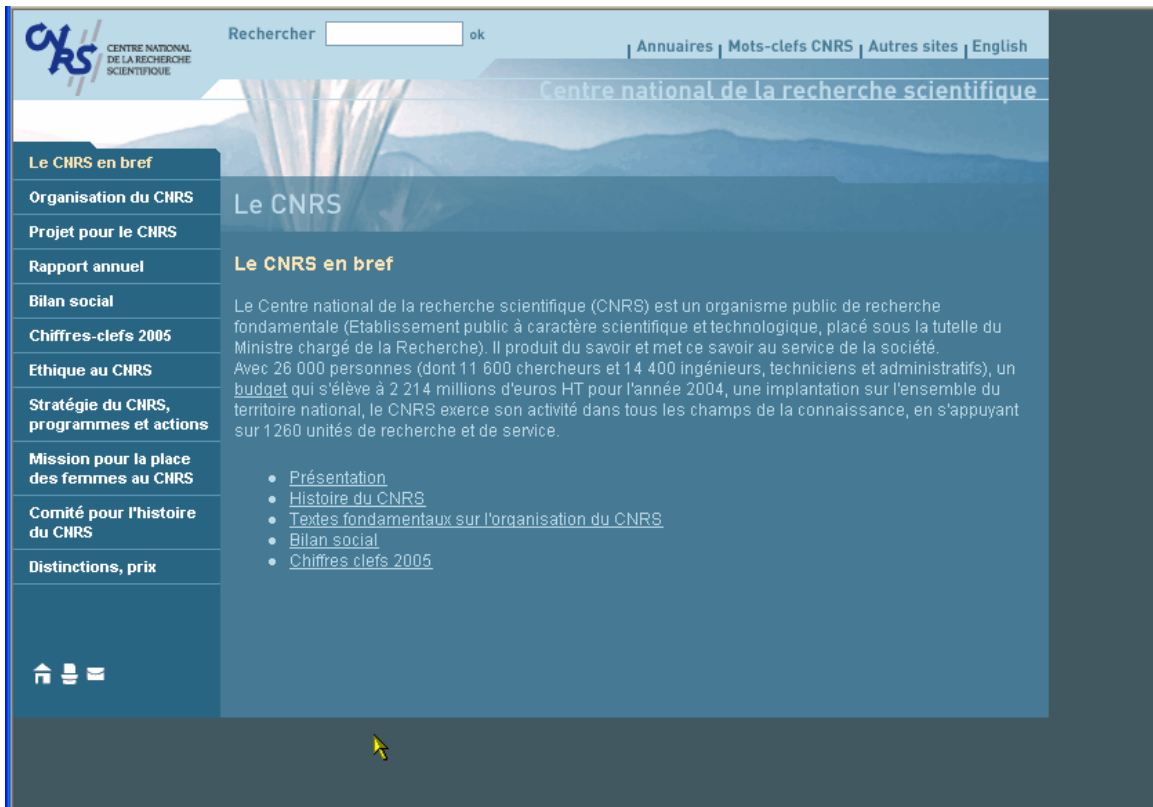 CNRS
CENTRE NATIONAL
DE LA RECHERCHE
SCIENTIFIQUE
Rechercher ok
Annuaires Mots-clefs CNRS Autres sites English
Centre national de la recherche scientifique
Le CNRS en bref
Organisation du CNRS
Projet pour le CNRS
Rapport annuel
Bilan social
Chiffres-clefs 2005
Ethique au CNRS
Stratégie du CNRS,
programmes et actions
Mission pour la place
des femmes au CNRS
Comité pour l'histoire
du CNRS
Distinctions, prix
Le CNRS
Le CNRS en bref
Le Centre national de la recherche scientifique (CNRS) est un organisme public de recherche
fondamentale (Etablissement public à caractère scientifique et technologique, placé sous la tutelle du
Ministre chargé de la Recherche). Il produit du savoir et met ce savoir au service de la société.
Avec 26 000 personnes (dont 11 600 chercheurs et 14 400 ingénieurs, techniciens et administratifs), un
budget qui s'élève à 2 214 millions d'euros HT pour l'année 2004, une implantation sur l'ensemble du
territoire national, le CNRS exerce son activité dans tous les champs de la connaissance, en s'appuyant
sur 1260 unités de recherche et de service.
• Présentation
• Histoire du CNRS
• Textes fondamentaux sur l'organisation du CNRS
• Bilan social
• Chiffres clefs 2005